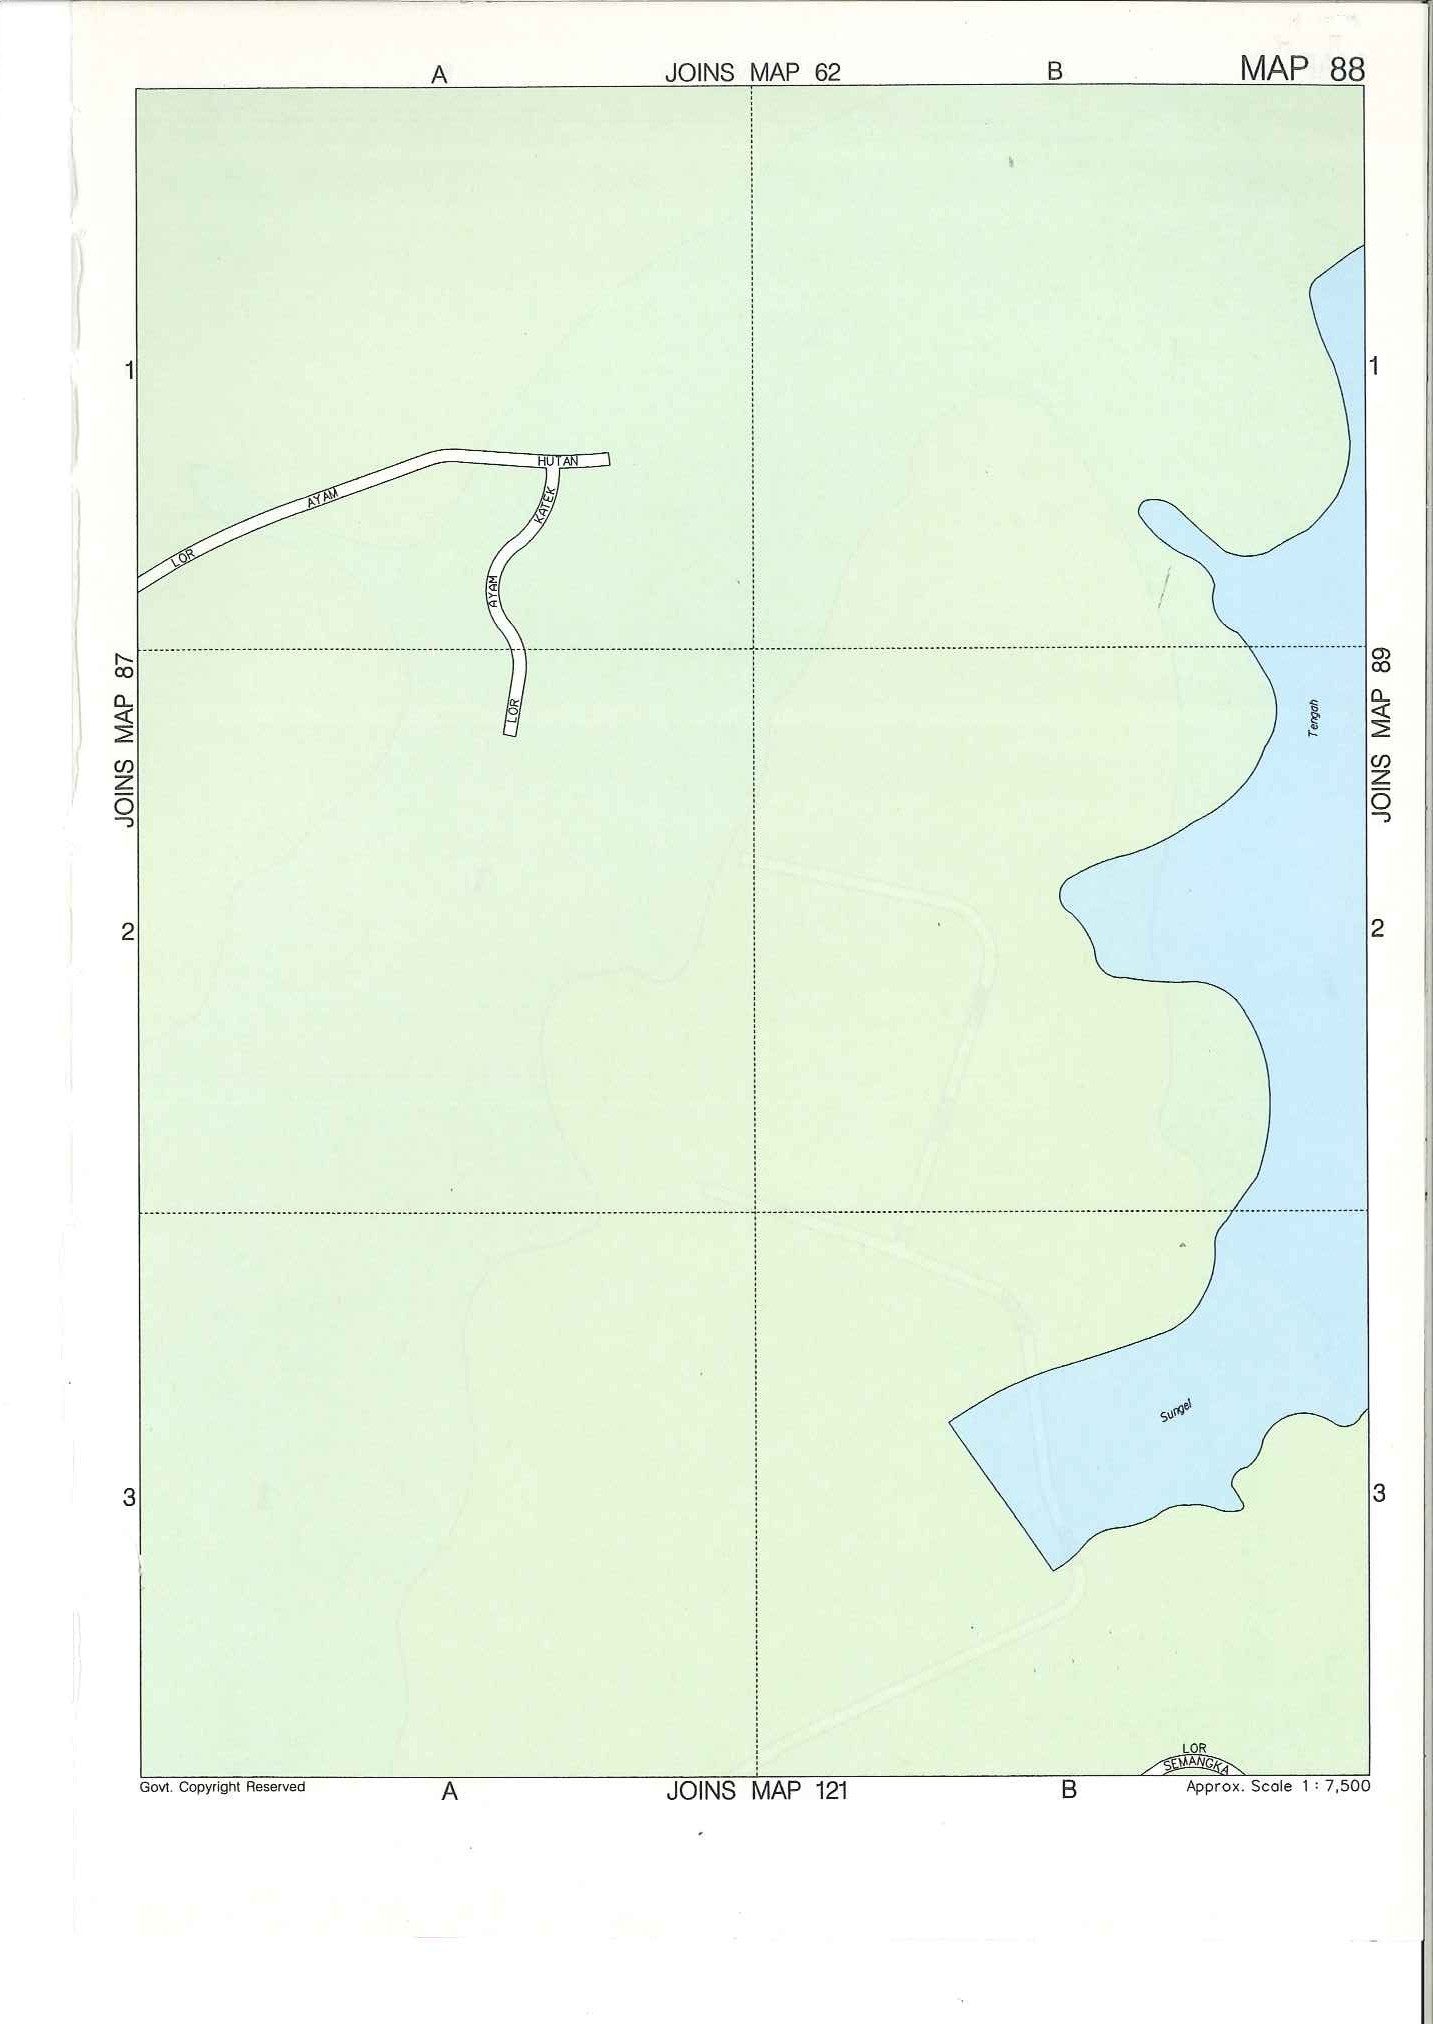 A JOINS MAP 62 B MAP 88
1 1
LOR AYAM HUTAN
LOR AYAM KATEK
JOINS MAP 87
JOINS MAP 89
Tengah
2 2
Sungei
3 3
LOR
SEMANGKA
Govt. Copyright Reserved A JOINS MAP 121 B Approx. Scale 1 : 7,500